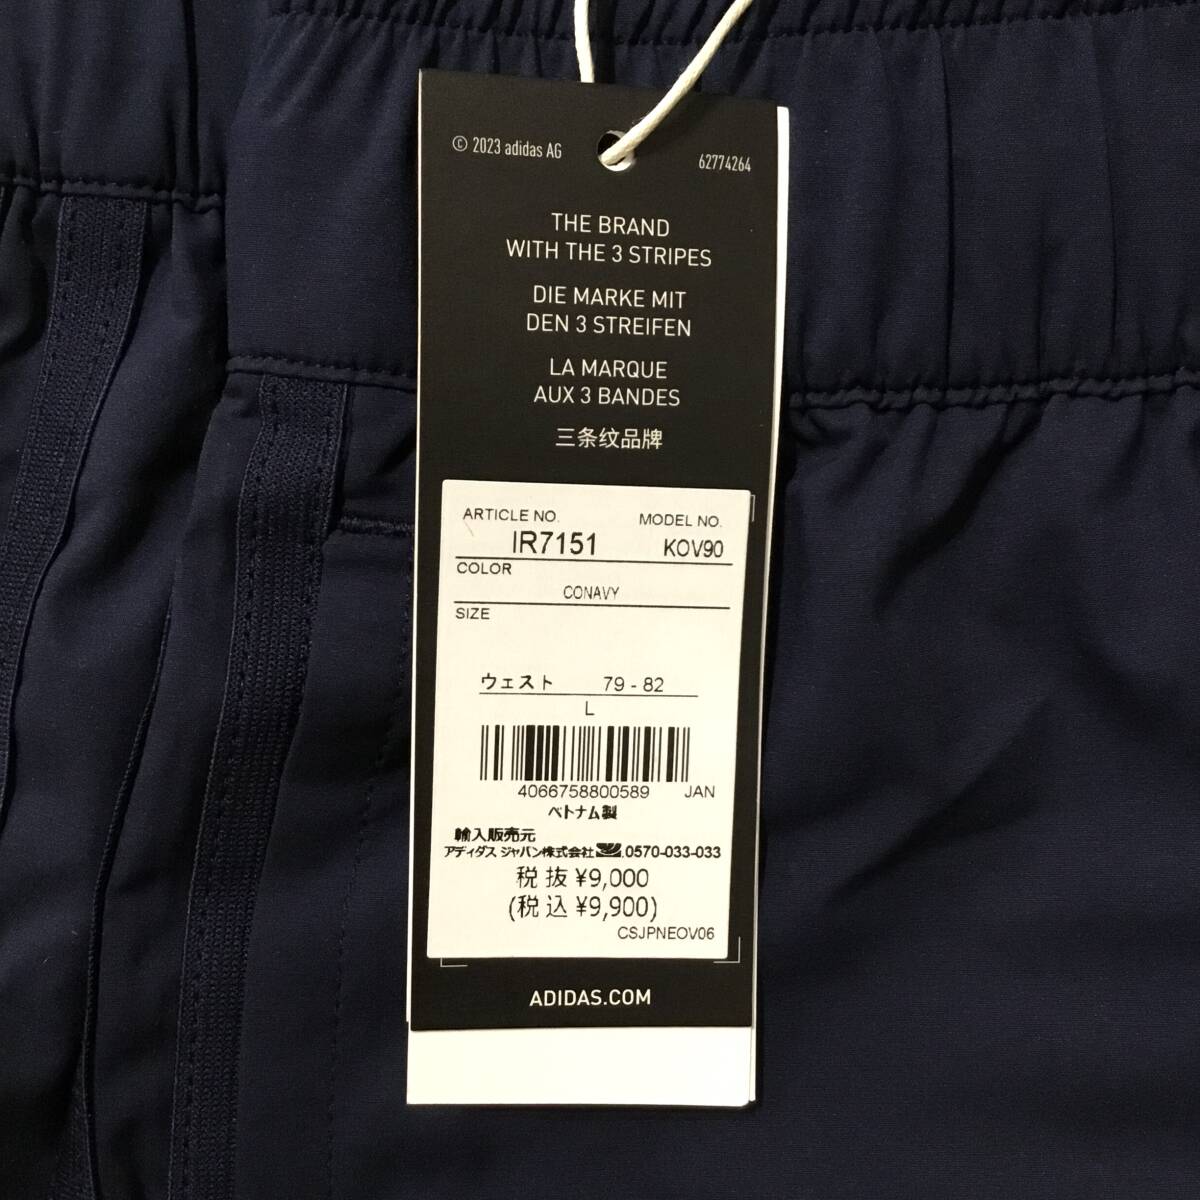 © 2023 adidas AG
62774264
THE BRAND
WITH THE 3 STRIPES
DIE MARKE MIT
DEN 3 STREIFEN
LA MARQUE
AUX 3 BANDES
三条纹品牌
ARTICLE NO. MODEL NO.
IR7151 KOV90
COLOR
CONAVY
SIZE
ウェスト 79 - 82
L
4066758800589 JAN
ベトナム製
輸入販売元
アディダス ジャパン株式会社 0570-033-033
税抜 ¥9,000
(税込 ¥9,900)
CSJPNEOV06
ADIDAS.COM